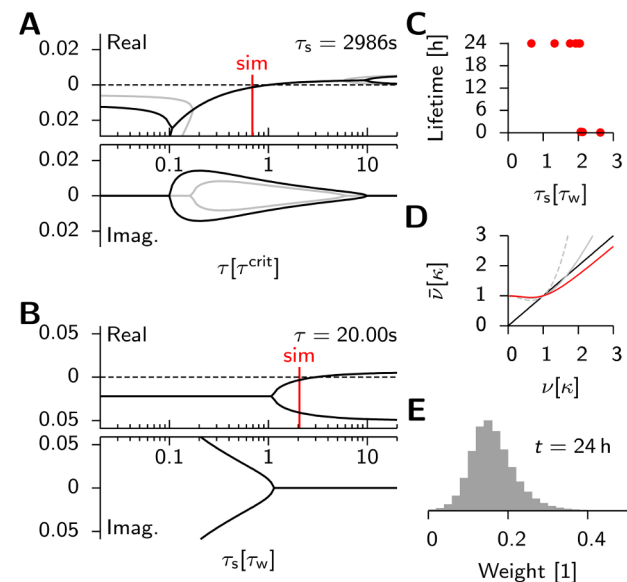 A
0.02
Real
τs = 2986s
sim
0
0.02
0.02
0.1
1
10
0
0.02
Imag.
τ[τ^crit]
B
0.05
Real
τ = 20.00s
sim
0
0.05
0.05
0.1
1
10
0
0.05
Imag.
τs[τw]
C
Lifetime [h]
24
18
12
6
0
0 1 2 3
τs[τw]
D
ν̄[κ]
3
2
1
0
0 1 2 3
ν[κ]
E
t = 24 h
0 0.2 0.4
Weight [1]